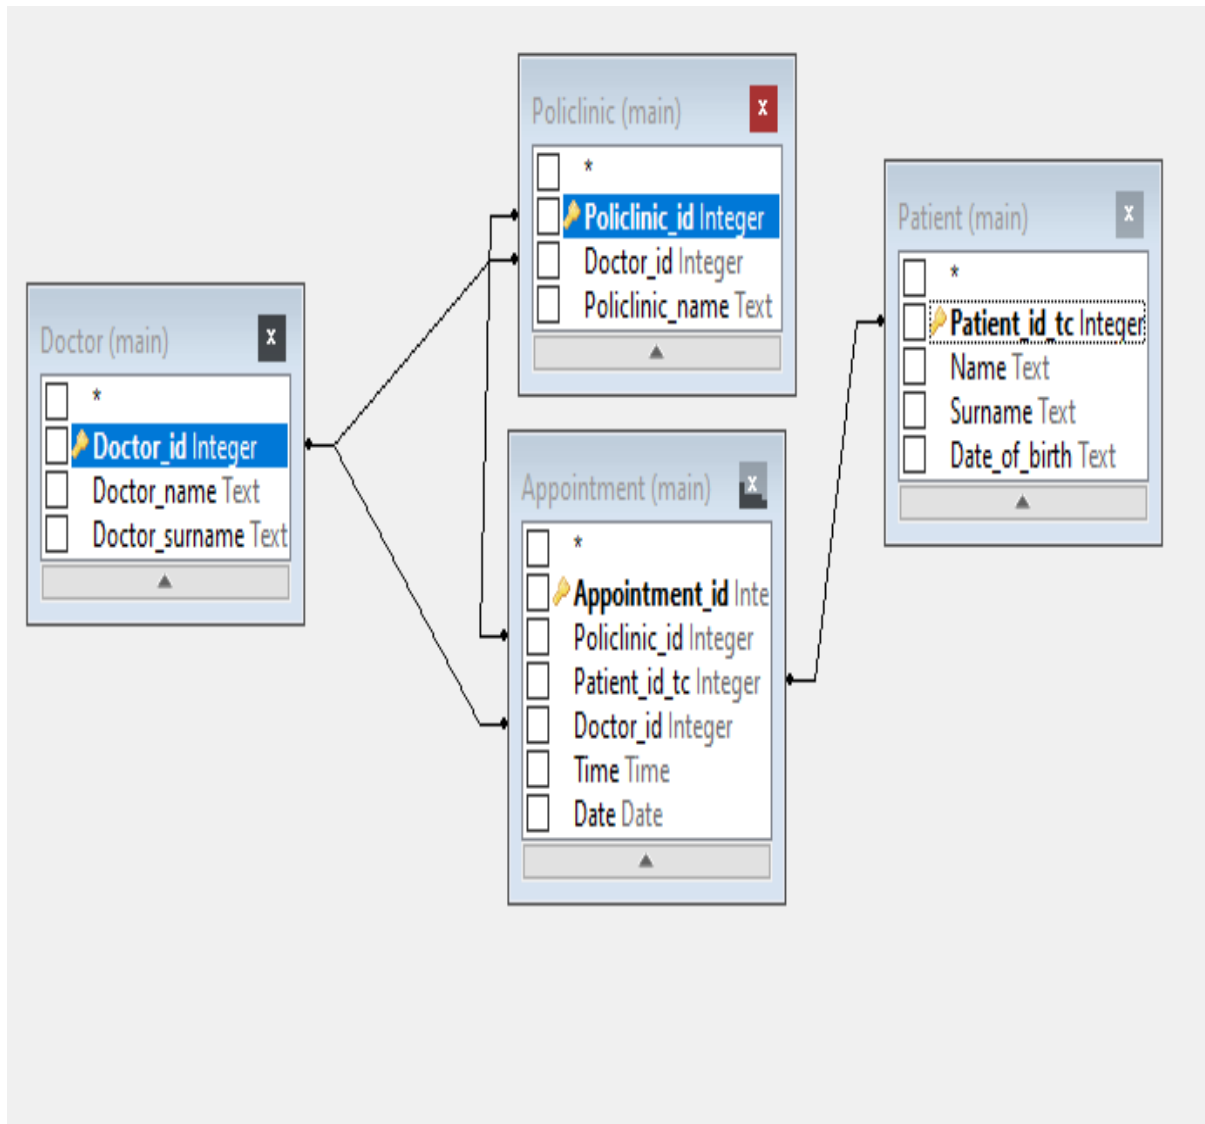 Policlinic (main) x
*
Policlinic_id Integer
Doctor_id Integer
Policlinic_name Text
Patient (main) x
*
Patient_id_tc Integer
Name Text
Surname Text
Date_of_birth Text
Doctor (main) x
*
Doctor_id Integer
Doctor_name Text
Doctor_surname Text
Appointment (main) x
*
Appointment_id Inte
Policlinic_id Integer
Patient_id_tc Integer
Doctor_id Integer
Time Time
Date Date